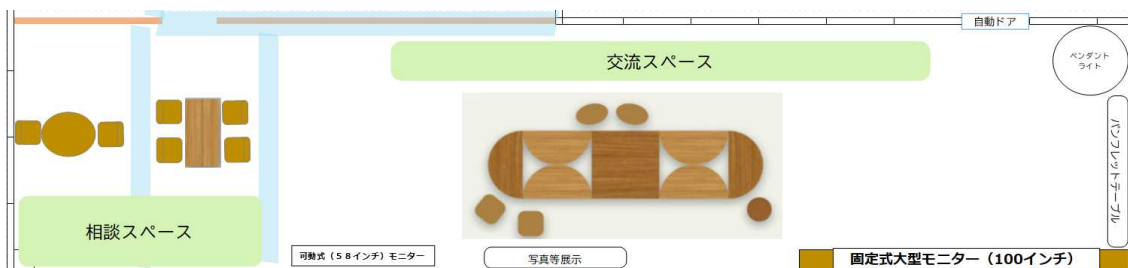 自動ドア
交流スペース
ペンダント
ライト
パンフレットテーブル
相談スペース
可動式（５８インチ）モニター
写真等展示
固定式大型モニター（100インチ）